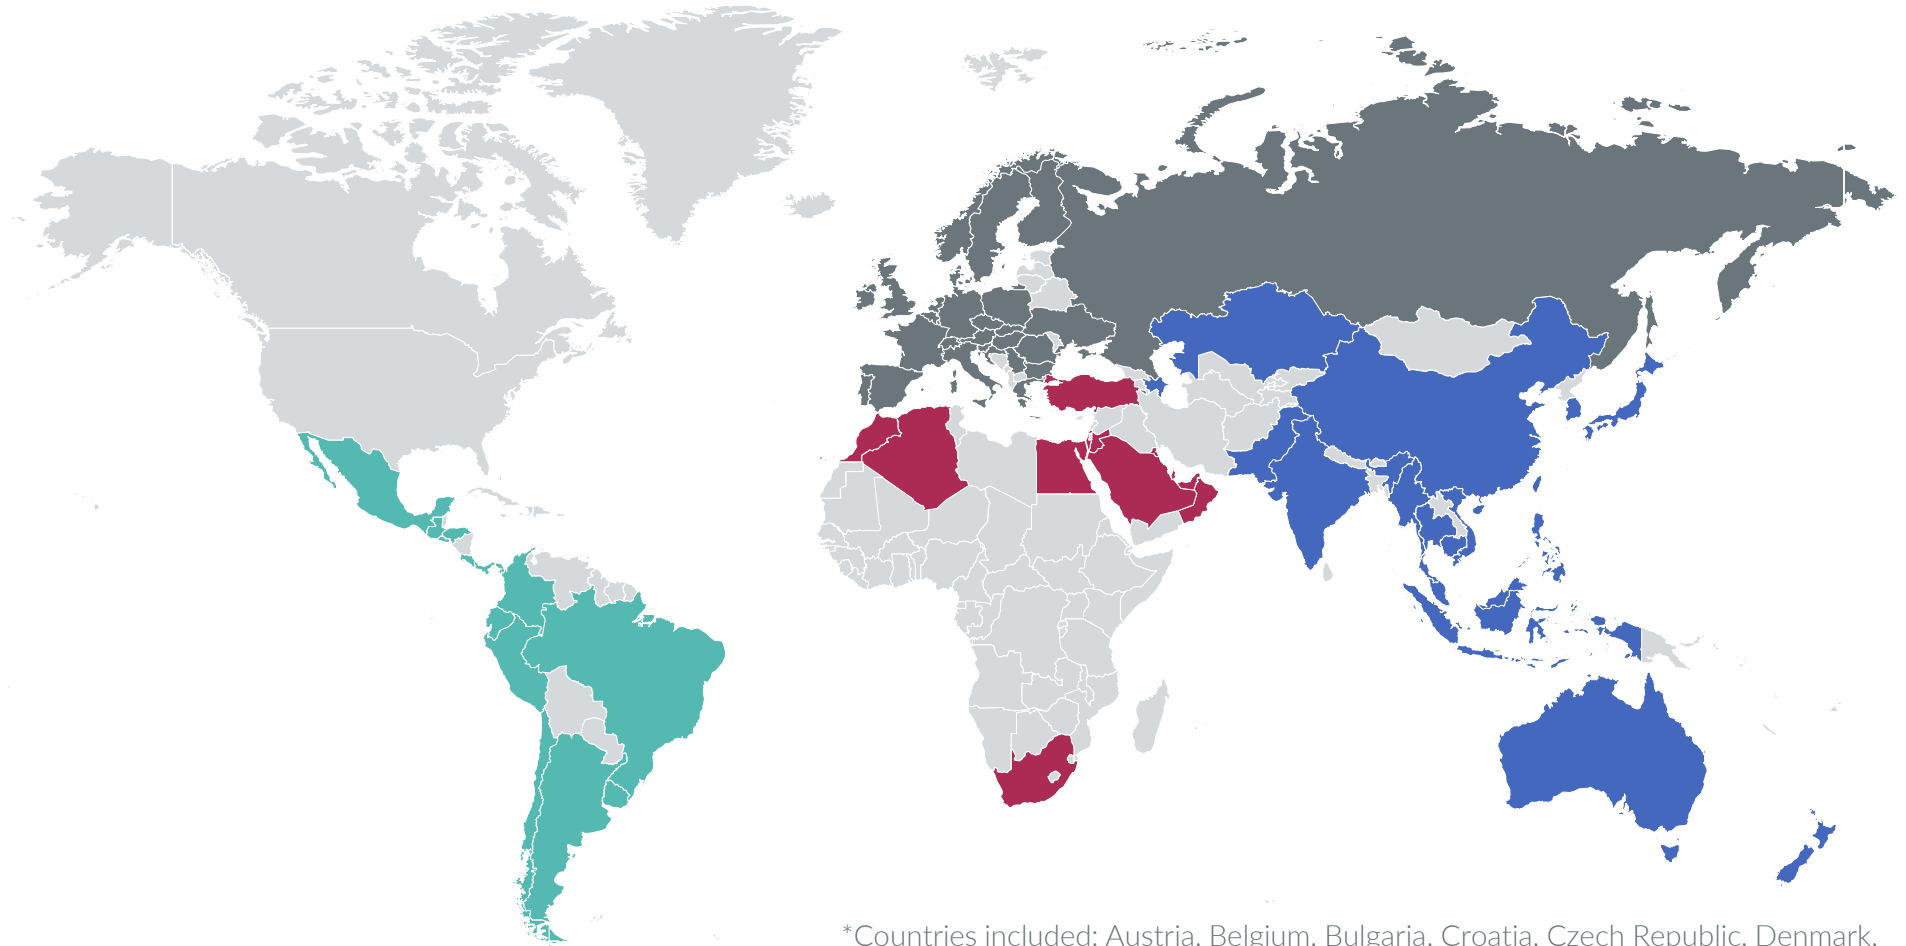 *Countries included: Austria, Belgium, Bulgaria, Croatia, Czech Republic, Denmark,